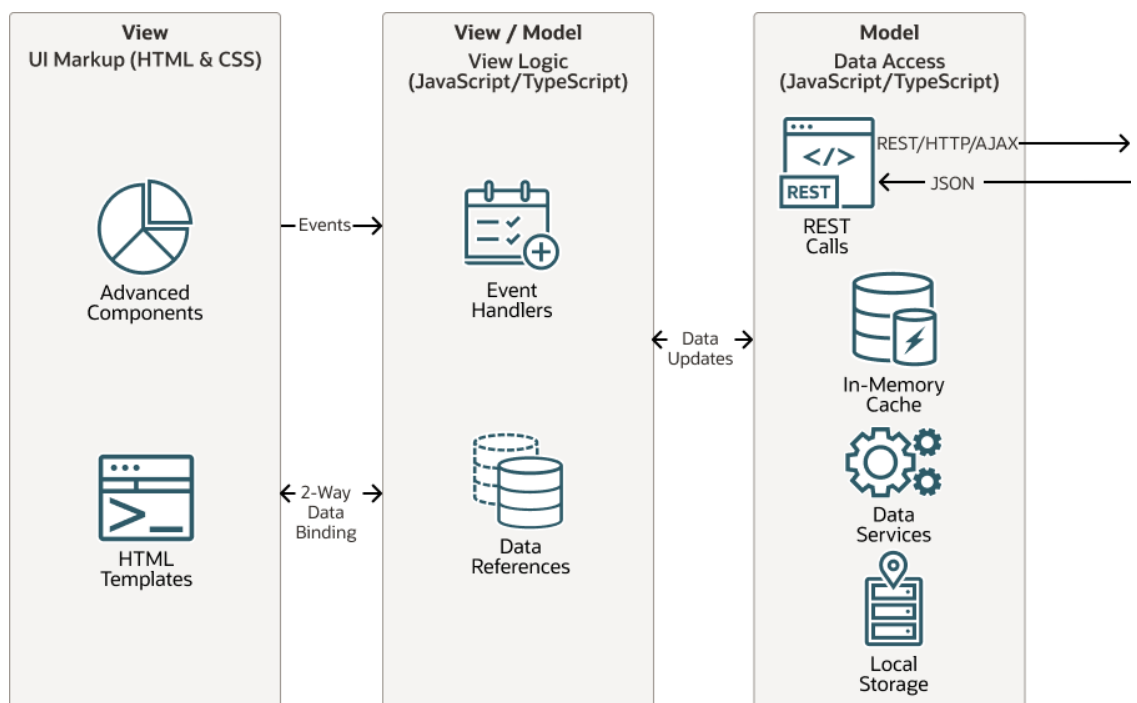 View
UI Markup (HTML & CSS)
Advanced
Components
HTML
Templates
Events
2-Way
Data
Binding
View / Model
View Logic
(JavaScript/TypeScript)
Event
Handlers
Data
References
Data
Updates
Model
Data Access
(JavaScript/TypeScript)
</>
REST
REST
Calls
REST/HTTP/AJAX
JSON
In-Memory
Cache
Data
Services
Local
Storage